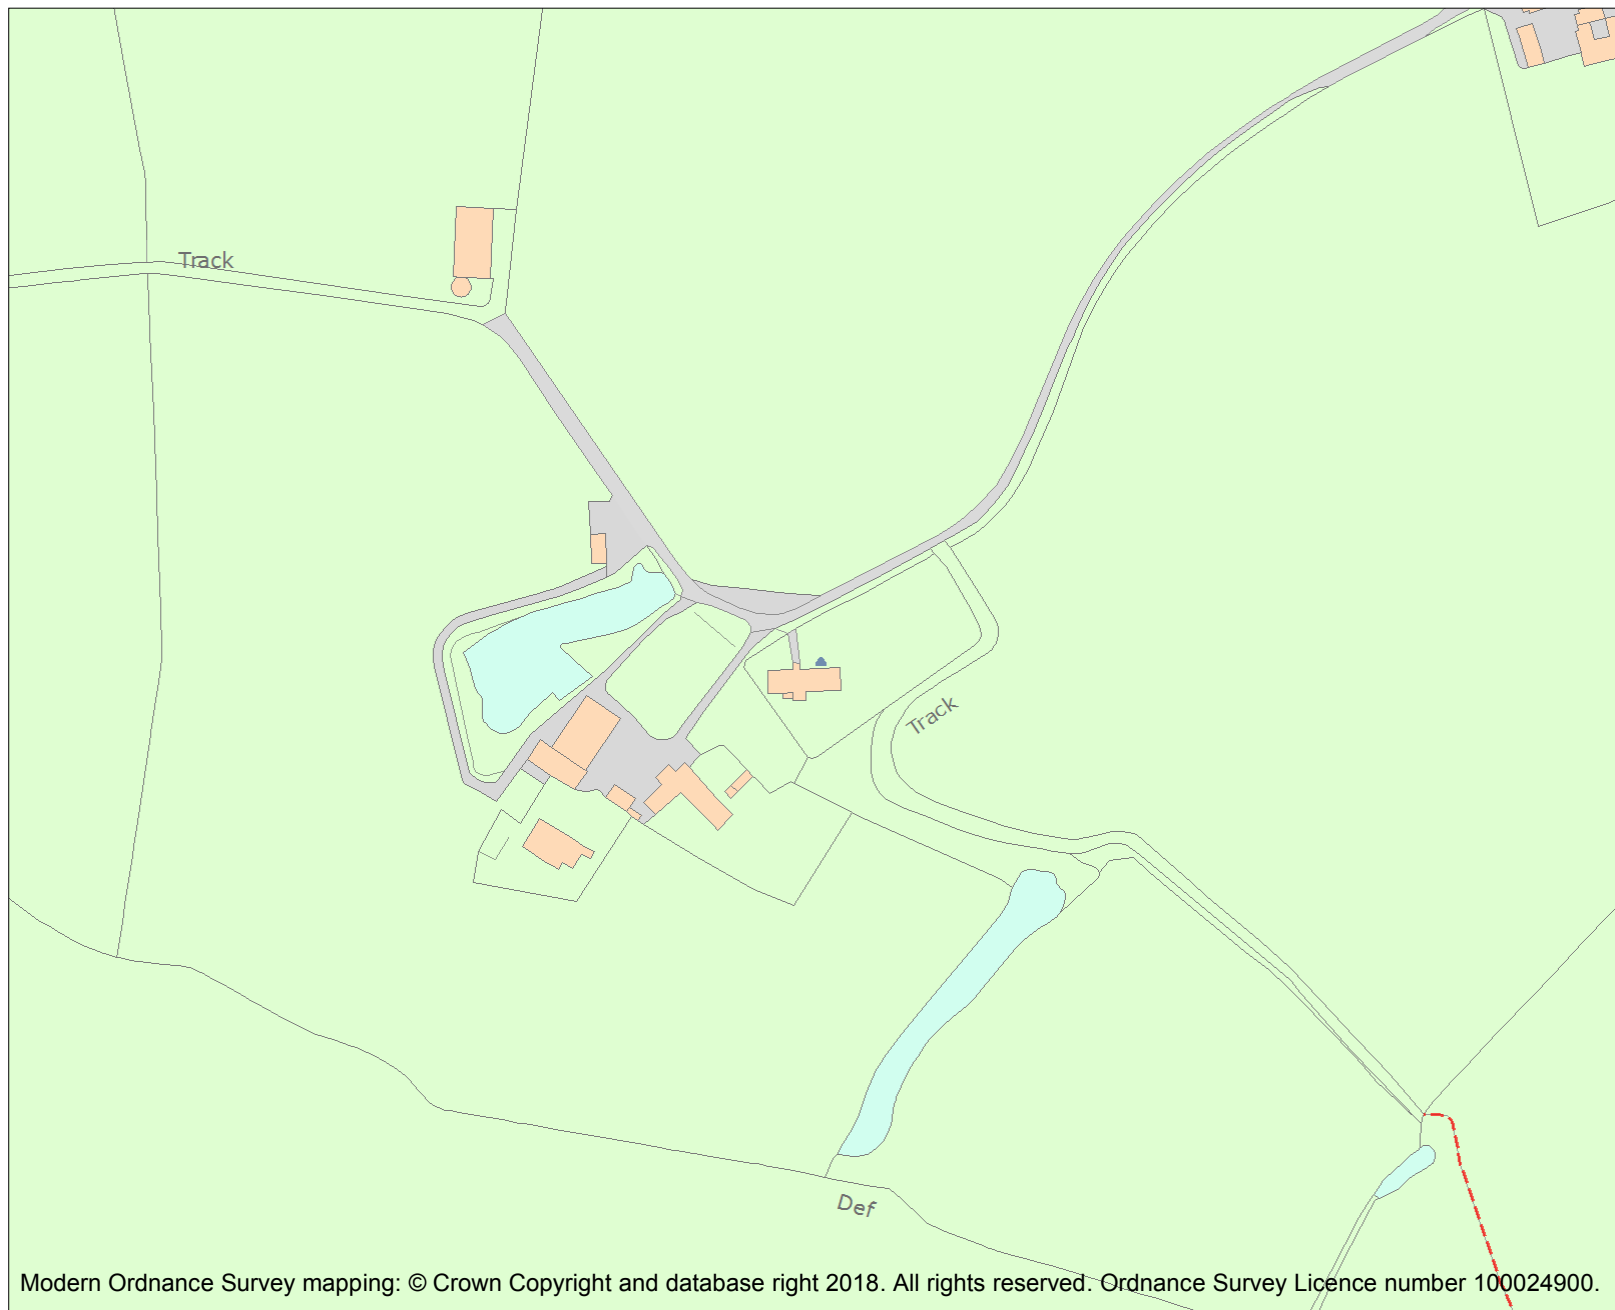 Track
Track
Def
Modern Ordnance Survey mapping: © Crown Copyright and database right 2018. All rights reserved. Ordnance Survey Licence number 100024900.